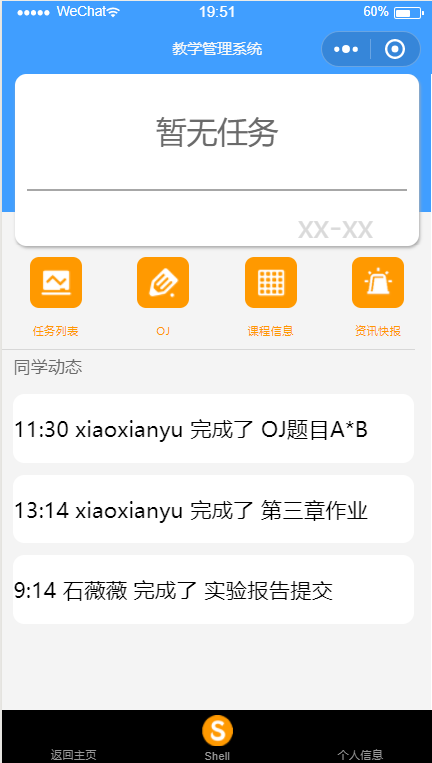 WeChat 19:51 60%
教学管理系统
暂无任务
XX-XX
任务列表 OJ 课程信息 资讯快报
同学动态
11:30 xiaoxianyu 完成了 OJ题目A*B
13:14 xiaoxianyu 完成了 第三章作业
9:14 石薇薇 完成了 实验报告提交
S
返回主页 Shell 个人信息